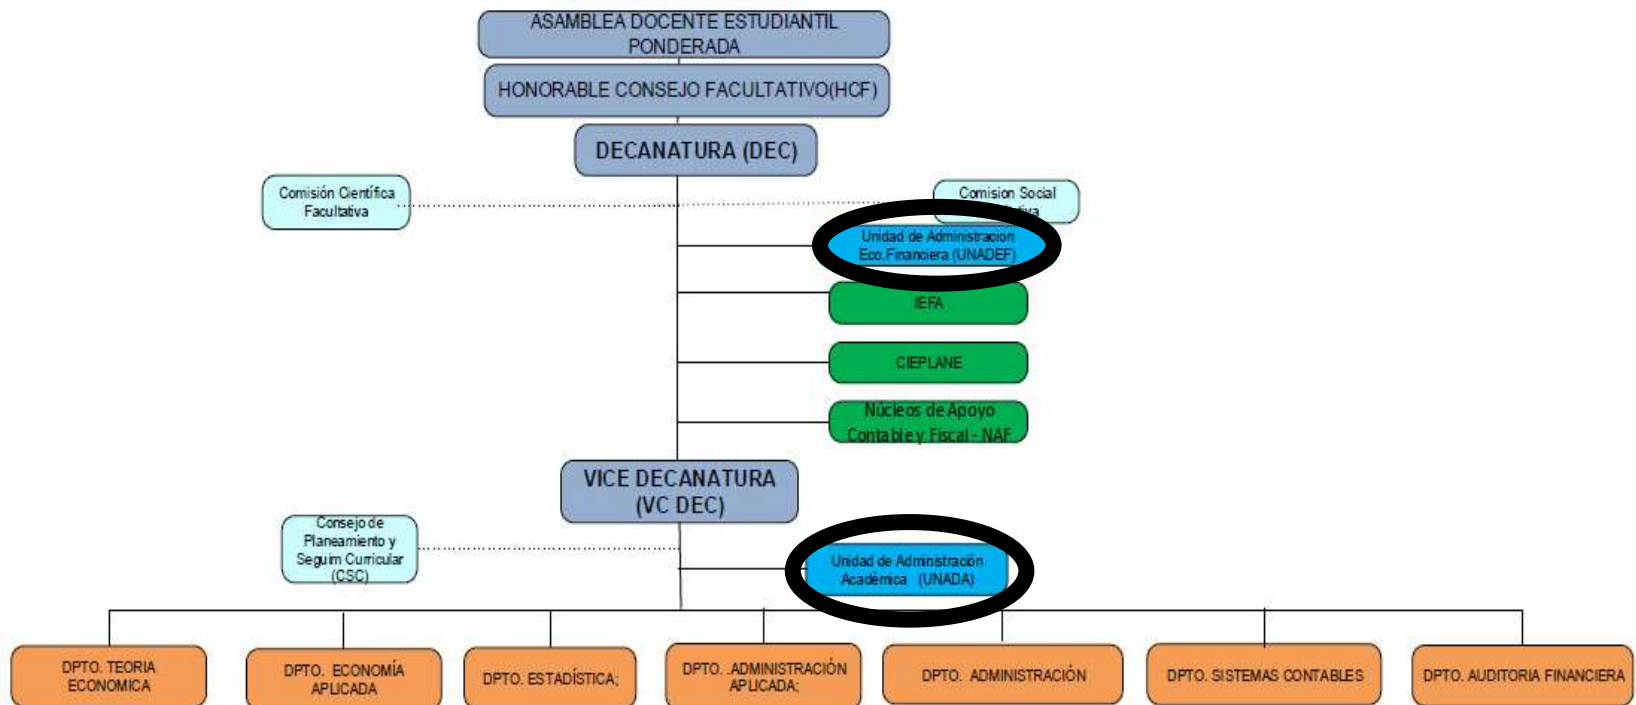 ASAMBLEA DOCENTE ESTUDIANTIL
PONDERADA
HONORABLE CONSEJO FACULTATIVO(HCF)
DECANATURA (DEC)
Comisión Científica
Facultativa
Comision Social
Unidad de Administracion
Eco.Financiera (UNADEF)
IEFA
CIEPLANE
Núcleos de Apoyo
Contable y Fiscal - NAF
VICE DECANATURA
(VC DEC)
Consejo de
Planeamiento y
Seguim Curricular
(CSC)
Unidad de Administración
Académica (UNADA)
DPTO. TEORIA
ECONOMICA
DPTO. ECONOMÍA
APLICADA
DPTO. ESTADÍSTICA;
DPTO. .ADMINISTRACIÓN
APLICADA;
DPTO. ADMINISTRACIÓN
DPTO. SISTEMAS CONTABLES
DPTO. AUDITORIA FINANCIERA